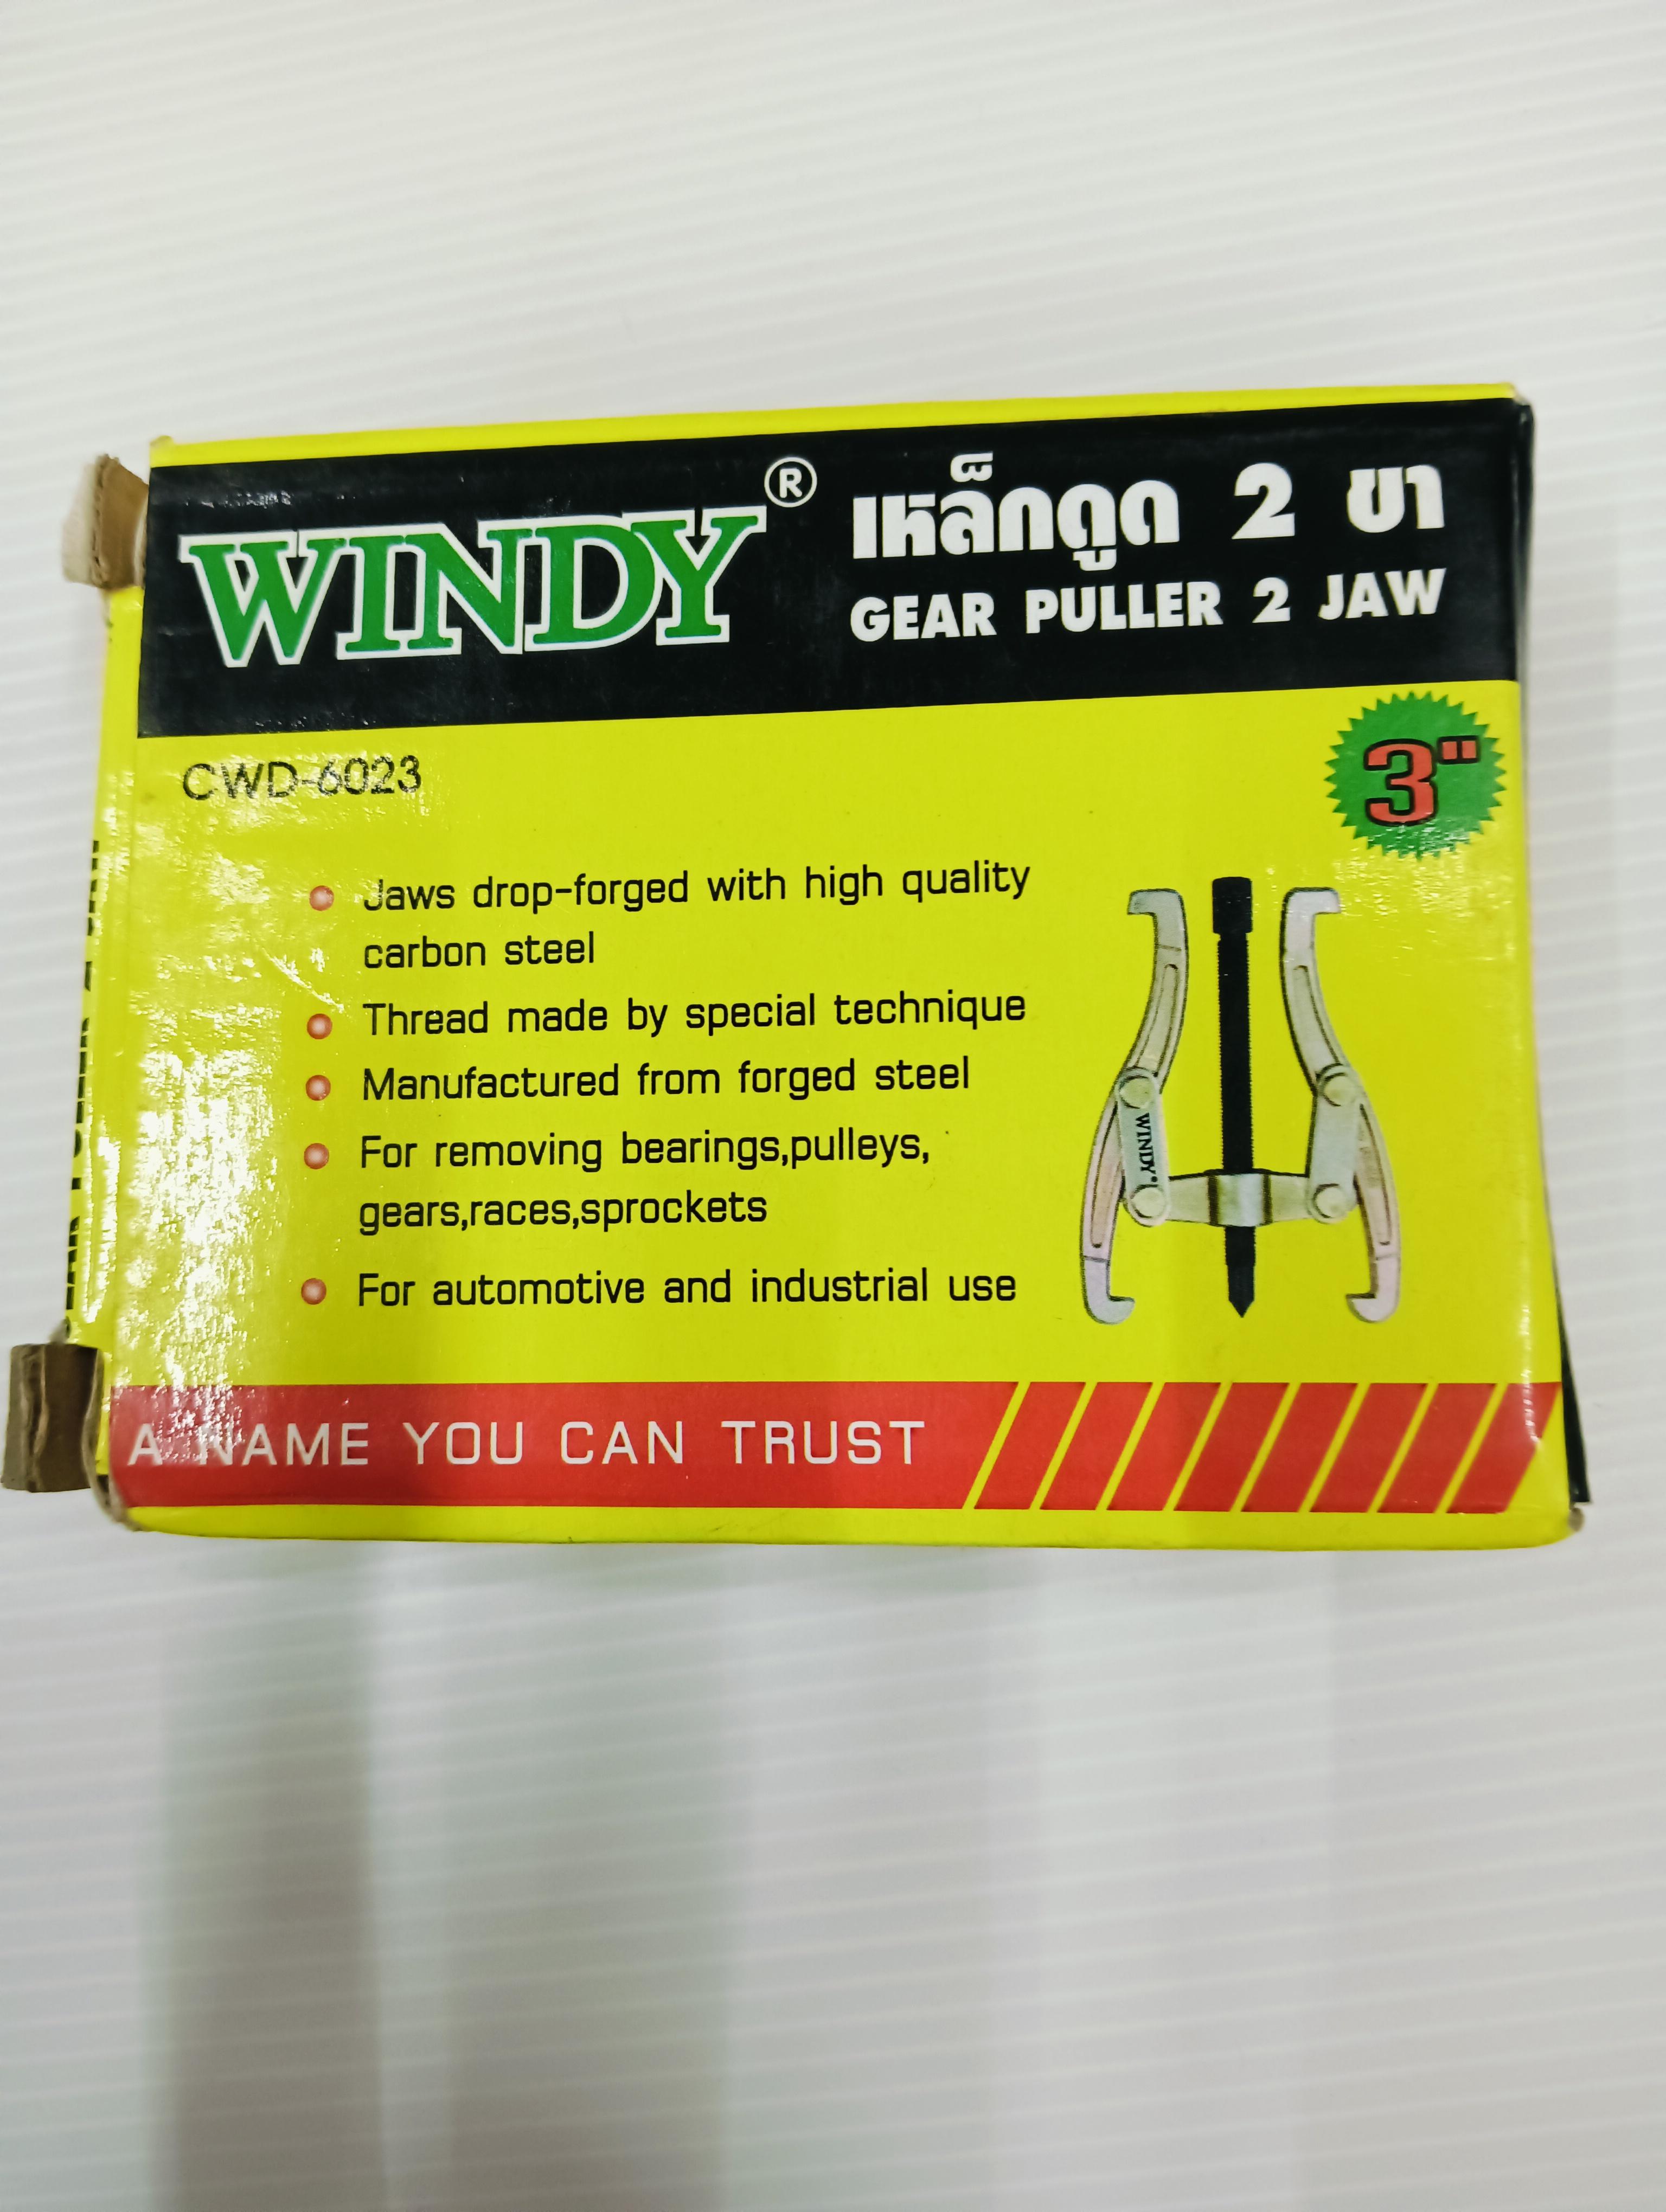 WINDY®
เหล็กดูด 2 ขา
GEAR PULLER 2 JAW
3"
CWD-6023
Jaws drop-forged with high quality
carbon steel
Thread made by special technique
Manufactured from forged steel
For removing bearings,pulleys,
gears,races,sprockets
For automotive and industrial use
WINDY®
A NAME YOU CAN TRUST